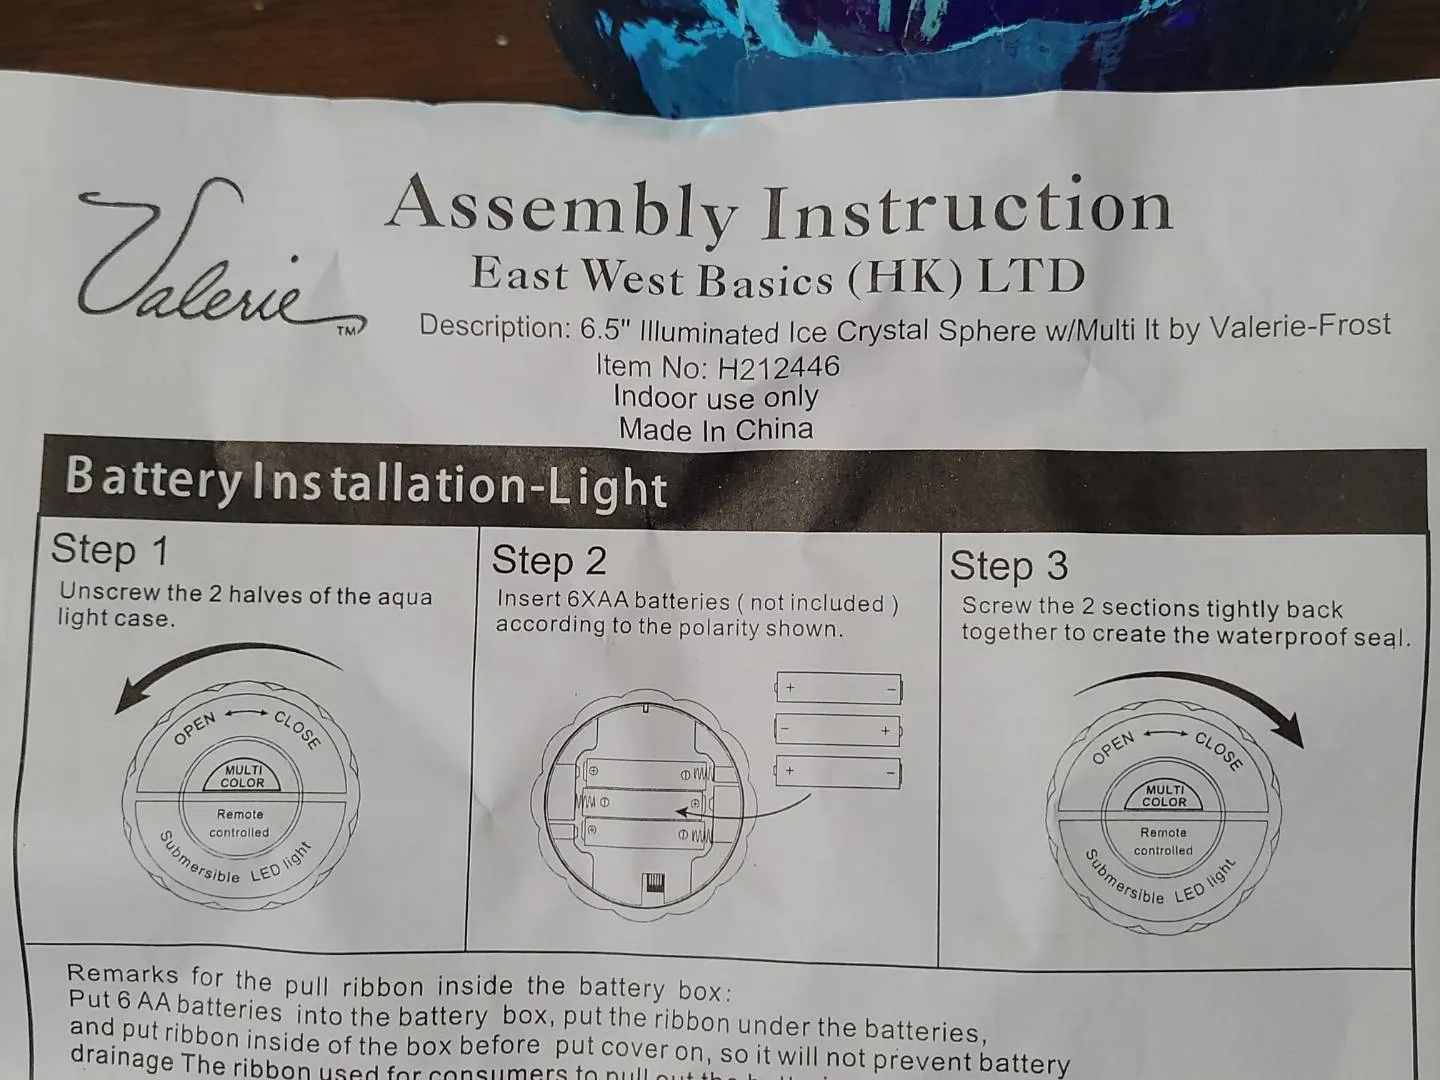 Valerie TM
Assembly Instruction
East West Basics (HK) LTD
Description: 6.5" Illuminated Ice Crystal Sphere w/Multi lt by Valerie-Frost
Item No: H212446
Indoor use only
Made In China
Battery Installation-Light
Step 1
Unscrew the 2 halves of the aqua
light case.
OPEN CLOSE
MULTI
COLOR
Remote
controlled
Submersible LED light
Step 2
Insert 6XAA batteries ( not included )
according to the polarity shown.
+ −
− +
+ −
Step 3
Screw the 2 sections tightly back
together to create the waterproof seal.
OPEN CLOSE
MULTI
COLOR
Remote
controlled
Submersible LED light
Remarks for the pull ribbon inside the battery box:
Put 6 AA batteries into the battery box, put the ribbon under the batteries,
and put ribbon inside of the box before put cover on, so it will not prevent battery
drainage The ribbon used for consumers to pull out the